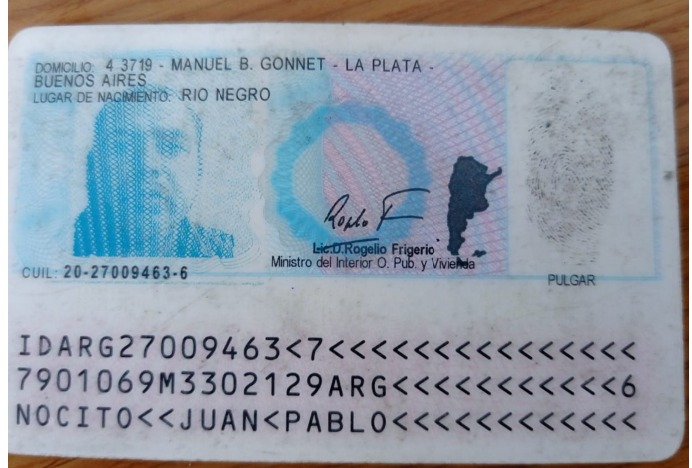 DOMICILIO: 4 3719 - MANUEL B. GONNET - LA PLATA -
BUENOS AIRES
LUGAR DE NACIMIENTO: RIO NEGRO
Lic.D.Rogelio Frigerio
Ministro del Interior O. Pub. y Vivienda
CUIL: 20-27009463-6
PULGAR
IDARG27009463<7<<<<<<<<<<<<<<<
7901069M3302129ARG<<<<<<<<<<<6
NOCITO<<JUAN<PABLO<<<<<<<<<<<<